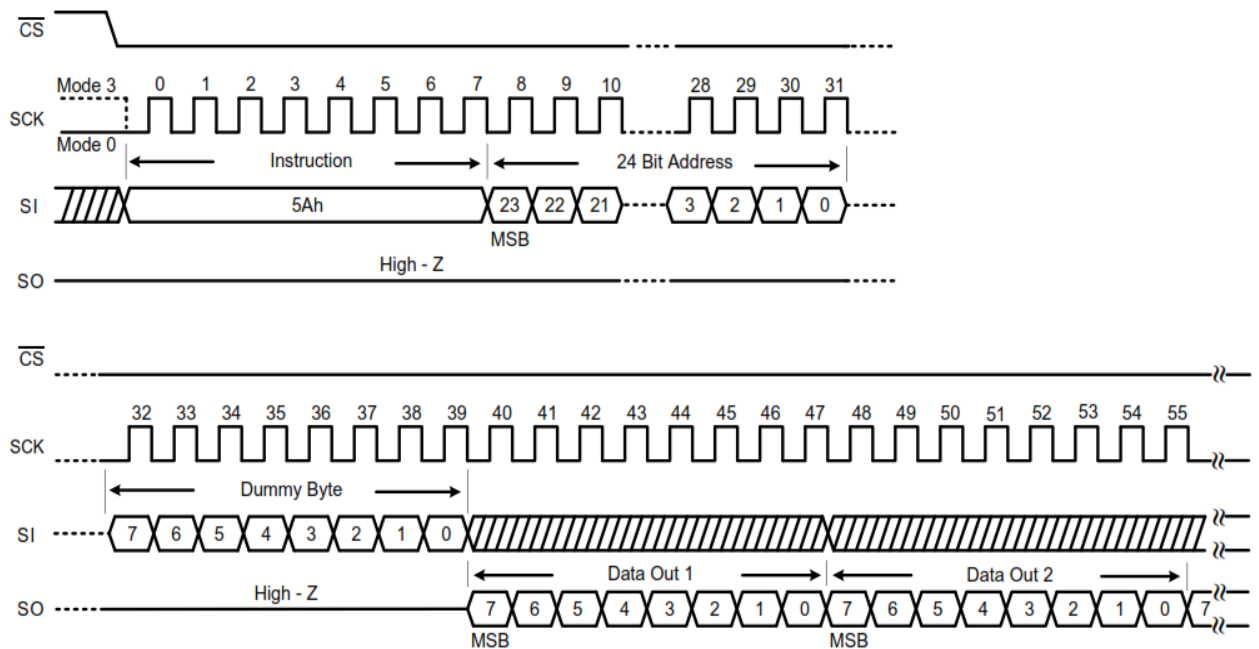 CS
Mode 3 0 1 2 3 4 5 6 7 8 9 10 28 29 30 31
SCK
Mode 0
Instruction 24 Bit Address
SI 5Ah 23 22 21 3 2 1 0
MSB
High - Z
SO
CS
32 33 34 35 36 37 38 39 40 41 42 43 44 45 46 47 48 49 50 51 52 53 54 55
SCK
Dummy Byte
SI 7 6 5 4 3 2 1 0
High - Z Data Out 1 Data Out 2
SO 7 6 5 4 3 2 1 0 7 6 5 4 3 2 1 0 7
MSB MSB